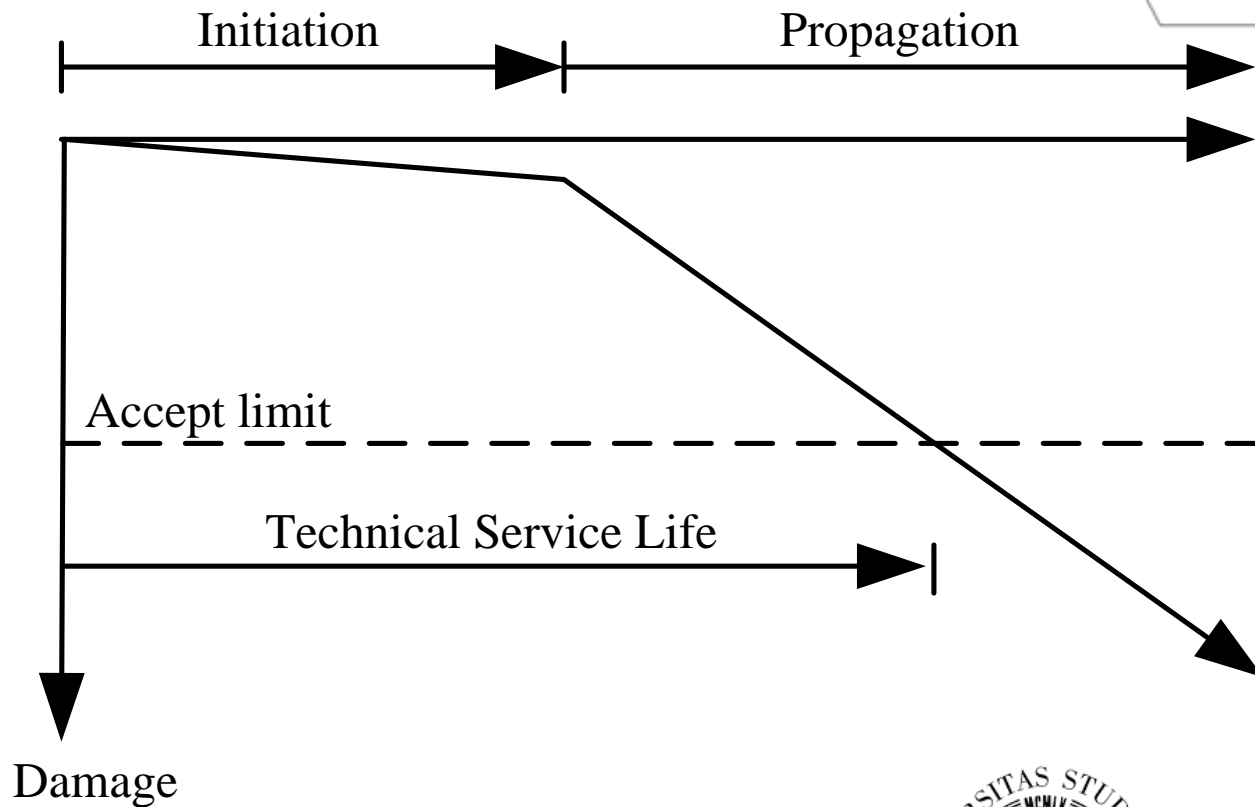 Initiation
Propagation
Accept limit
Technical Service Life
Damage